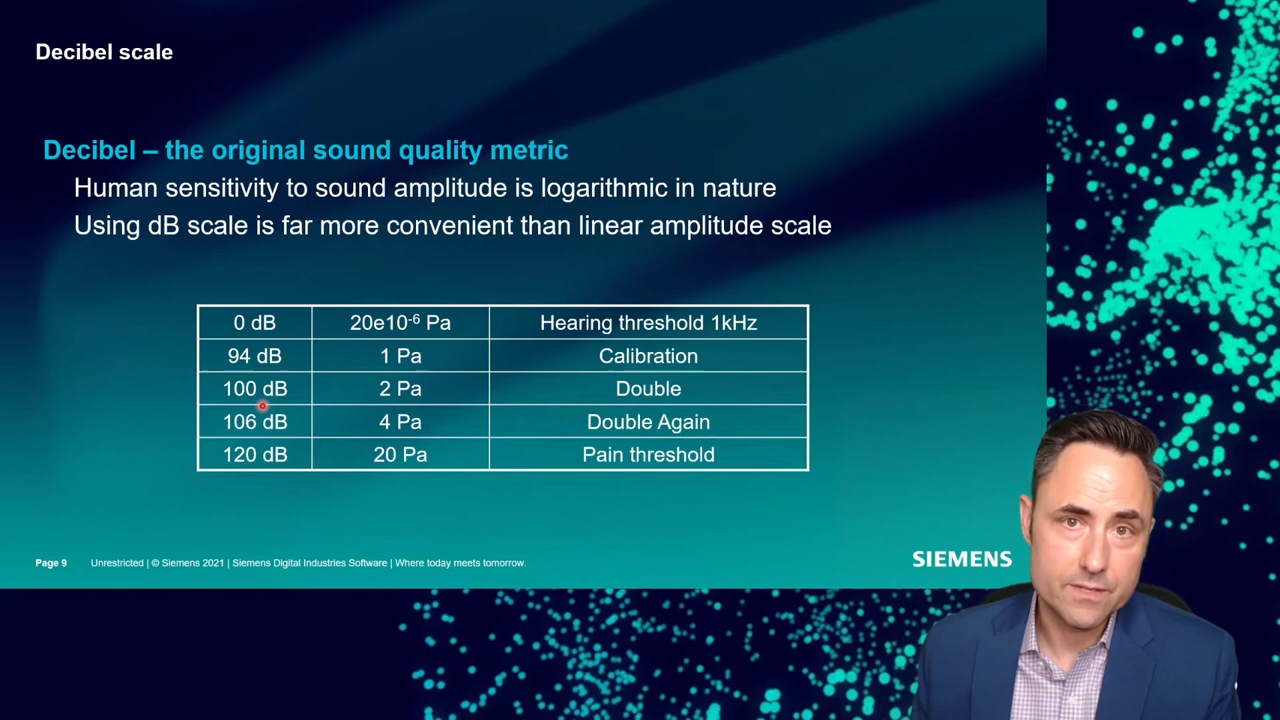 Decibel scale
Decibel – the original sound quality metric
Human sensitivity to sound amplitude is logarithmic in nature
Using dB scale is far more convenient than linear amplitude scale
0 dB 20e10⁻⁶ Pa Hearing threshold 1kHz
94 dB 1 Pa Calibration
100 dB 2 Pa Double
106 dB 4 Pa Double Again
120 dB 20 Pa Pain threshold
Page 9 Unrestricted | © Siemens 2021 | Siemens Digital Industries Software | Where today meets tomorrow.
SIEMENS